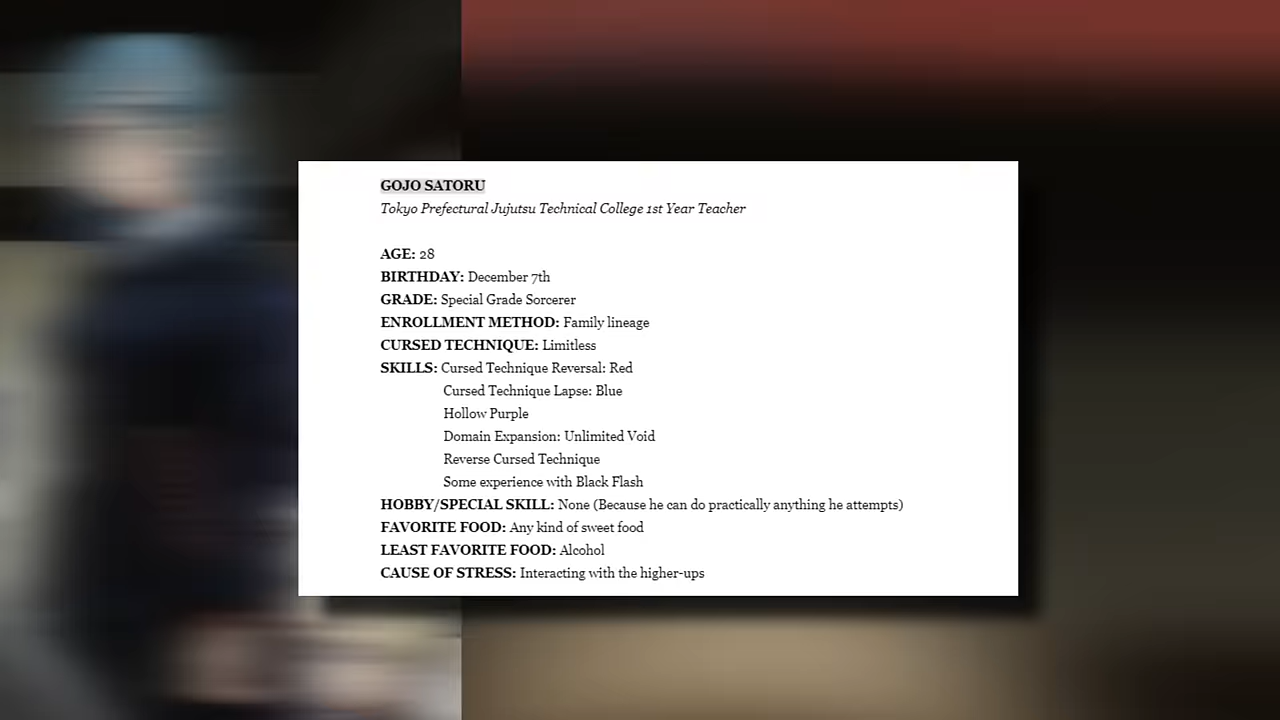 GOJO SATORU
Tokyo Prefectural Jujutsu Technical College 1st Year Teacher
AGE: 28
BIRTHDAY: December 7th
GRADE: Special Grade Sorcerer
ENROLLMENT METHOD: Family lineage
CURSED TECHNIQUE: Limitless
SKILLS: Cursed Technique Reversal: Red
Cursed Technique Lapse: Blue
Hollow Purple
Domain Expansion: Unlimited Void
Reverse Cursed Technique
Some experience with Black Flash
HOBBY/SPECIAL SKILL: None (Because he can do practically anything he attempts)
FAVORITE FOOD: Any kind of sweet food
LEAST FAVORITE FOOD: Alcohol
CAUSE OF STRESS: Interacting with the higher-ups